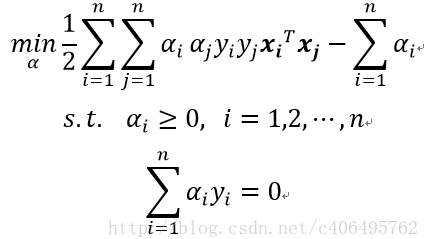 min α 1/2 ∑_{i=1}^{n} ∑_{j=1}^{n} α_i α_j y_i y_j x_i^T x_j − ∑_{i=1}^{n} α_i
s.t. α_i ≥ 0, i = 1,2,⋯,n
∑_{i=1}^{n} α_i y_i = 0
http://blog.csdn.net/c406495762